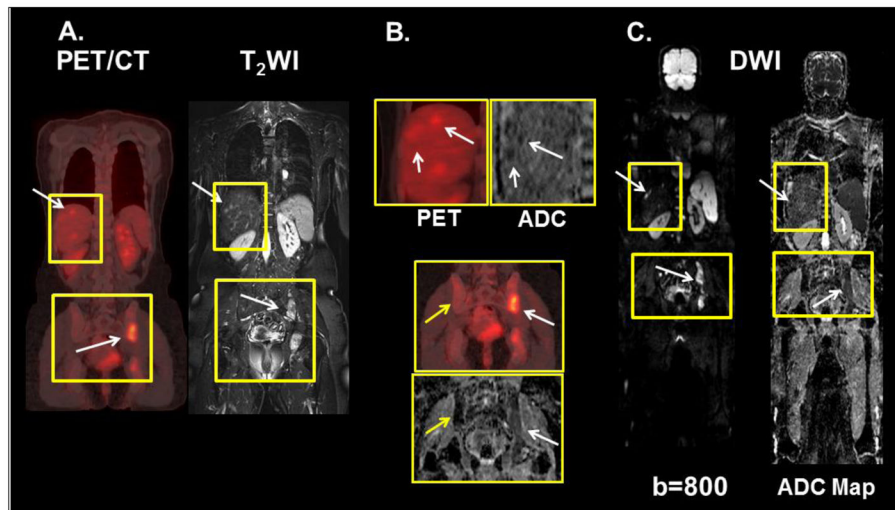 A.
PET/CT
T₂WI
B.
PET
ADC
C.
DWI
b=800
ADC Map